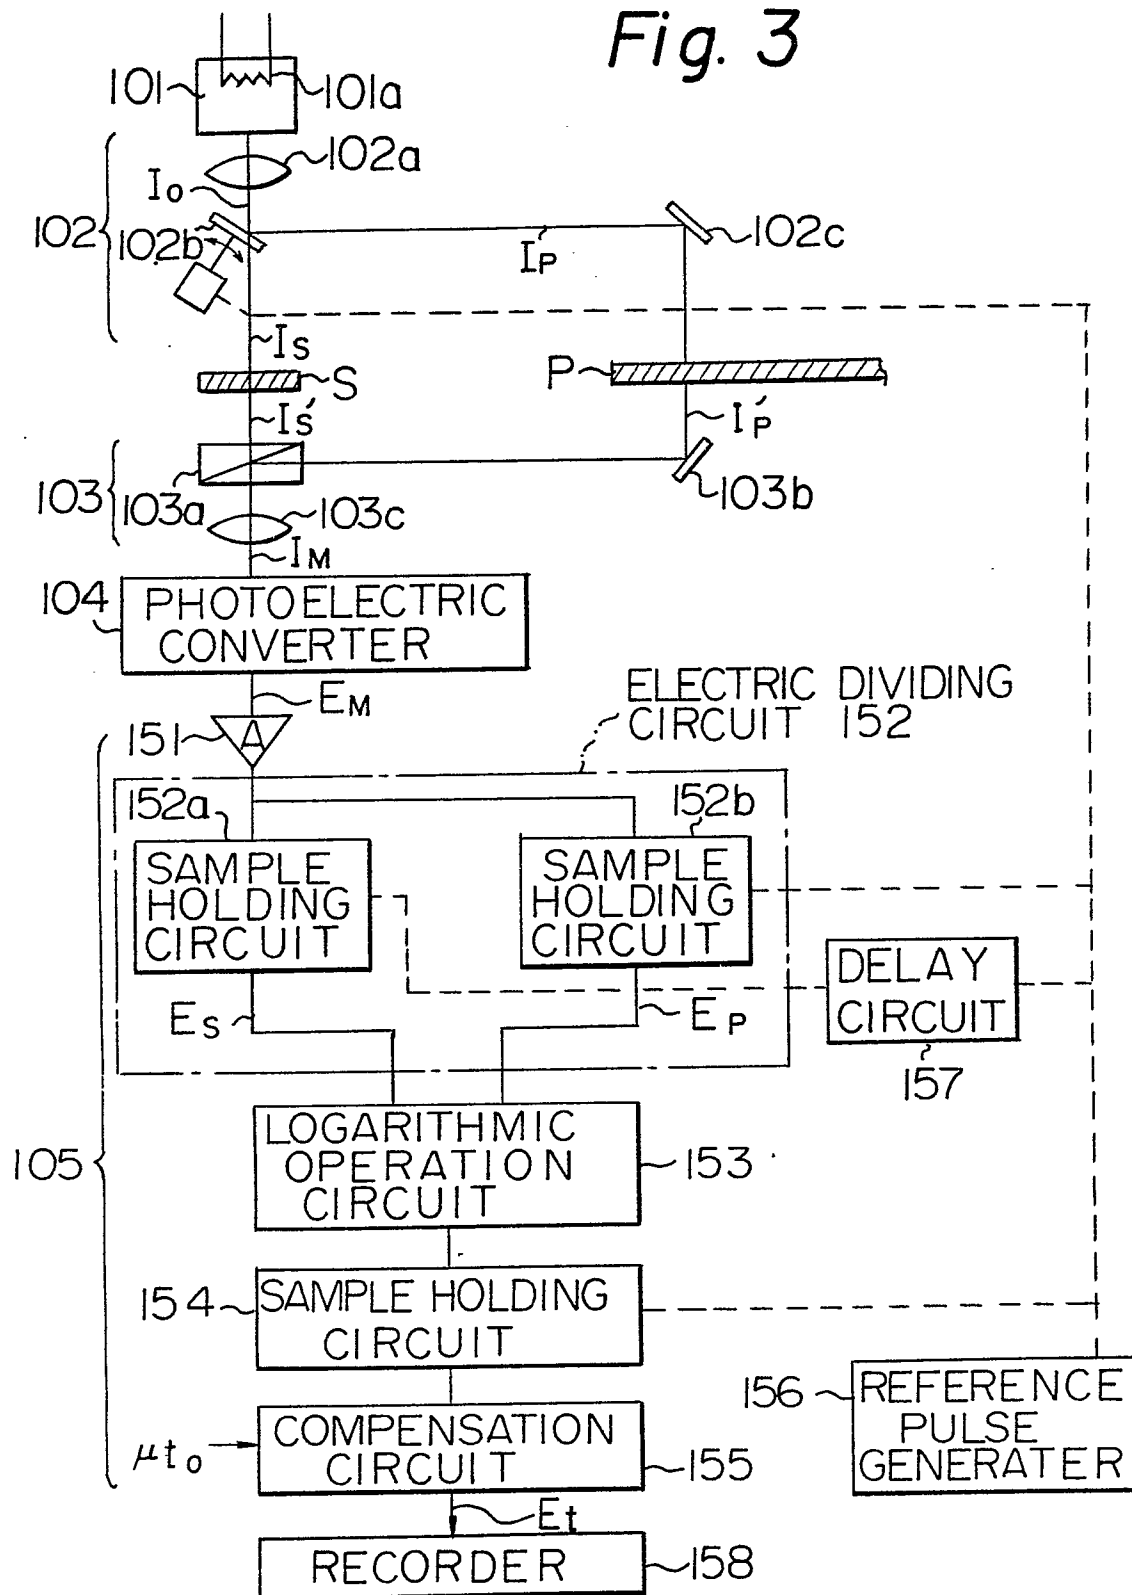 Fig. 3
101
101a
102a
Io
102
102b
102c
IP
IS
S
P
IS'
IP'
103
103a
103b
103c
IM
104
PHOTOELECTRIC
CONVERTER
EM
ELECTRIC DIVIDING
CIRCUIT 152
151
A
152a
152b
SAMPLE
HOLDING
CIRCUIT
SAMPLE
HOLDING
CIRCUIT
DELAY
CIRCUIT
157
ES
EP
105
LOGARITHMIC
OPERATION
CIRCUIT
153
154
SAMPLE HOLDING
CIRCUIT
156
REFERENCE
PULSE
GENERATER
μto
COMPENSATION
CIRCUIT
155
Et
RECORDER
158